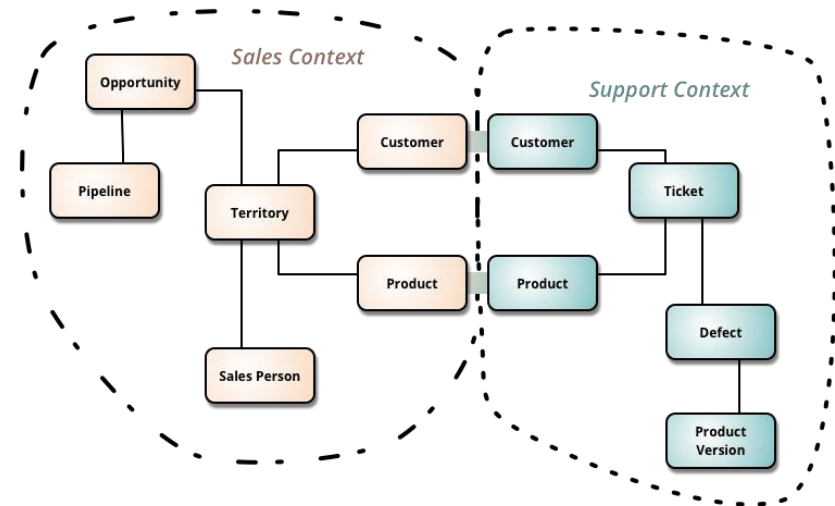 Sales Context
Opportunity
Support Context
Customer
Customer
Pipeline
Ticket
Territory
Product
Product
Defect
Sales Person
Product
Version